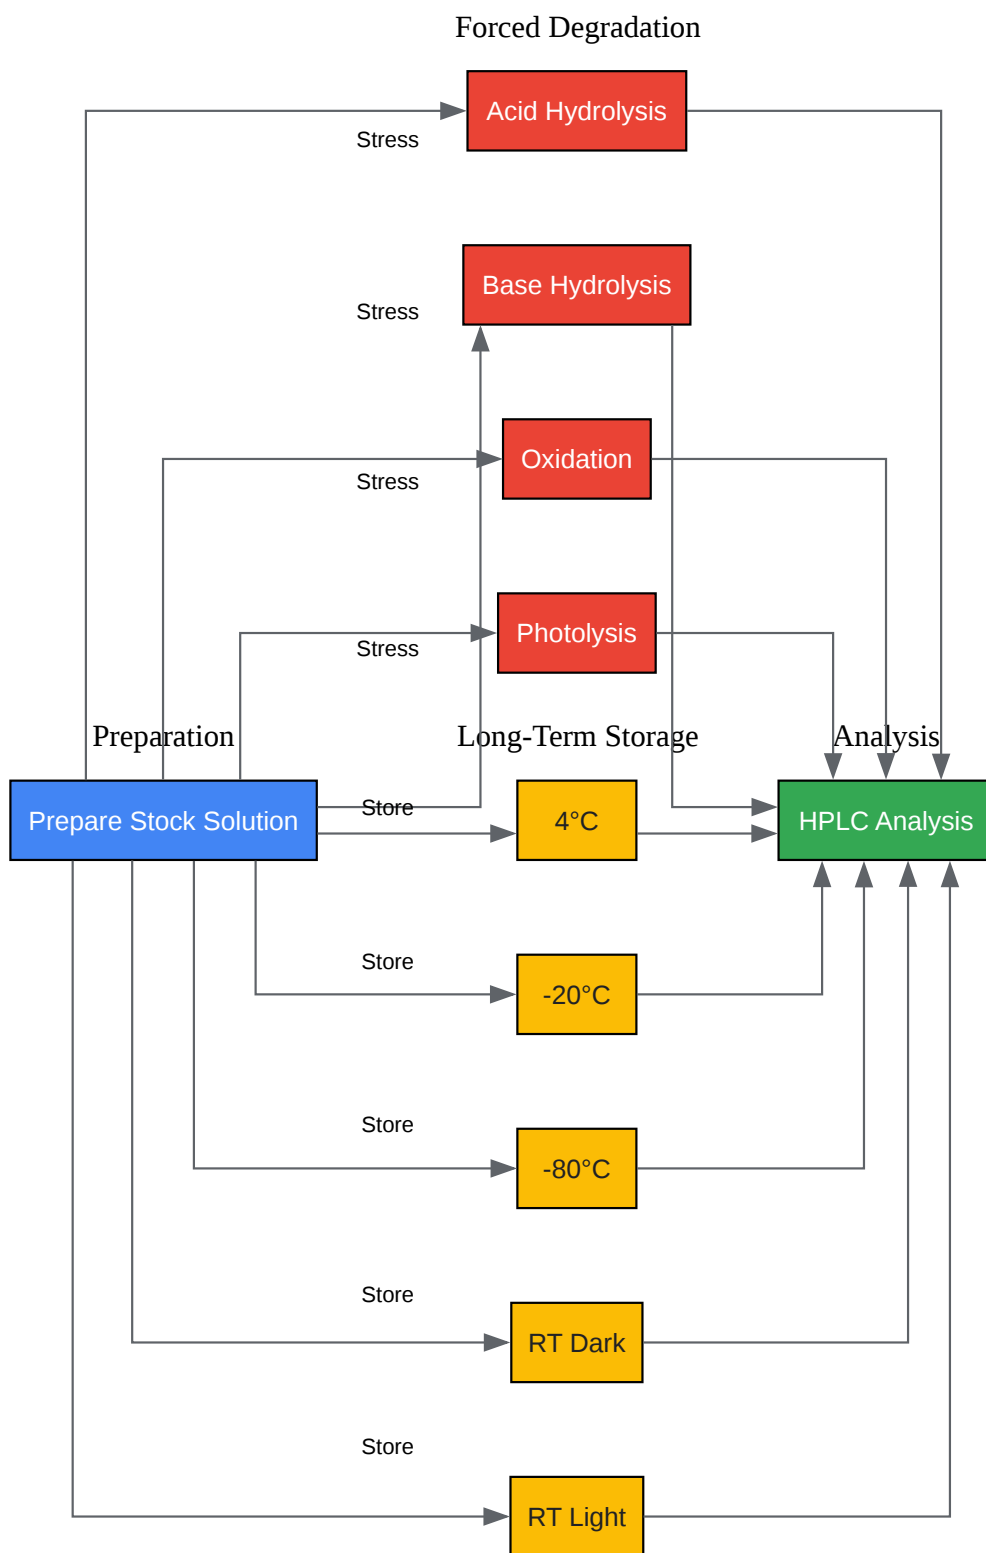 Forced Degradation
Acid Hydrolysis
Stress
Base Hydrolysis
Stress
Oxidation
Stress
Photolysis
Stress
Preparation
Long-Term Storage
Analysis
Prepare Stock Solution
Store
4°C
HPLC Analysis
Store
-20°C
Store
-80°C
Store
RT Dark
Store
RT Light